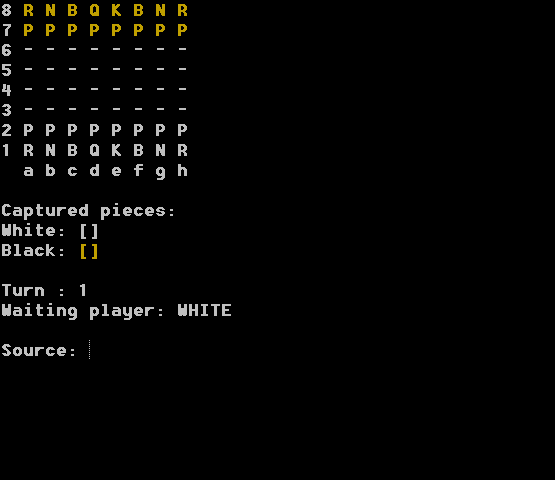 8 R N B Q K B N R
7 P P P P P P P P
6 - - - - - - - -
5 - - - - - - - -
4 - - - - - - - -
3 - - - - - - - -
2 P P P P P P P P
1 R N B Q K B N R
a b c d e f g h
Captured pieces:
White: []
Black: []
Turn : 1
Waiting player: WHITE
Source: